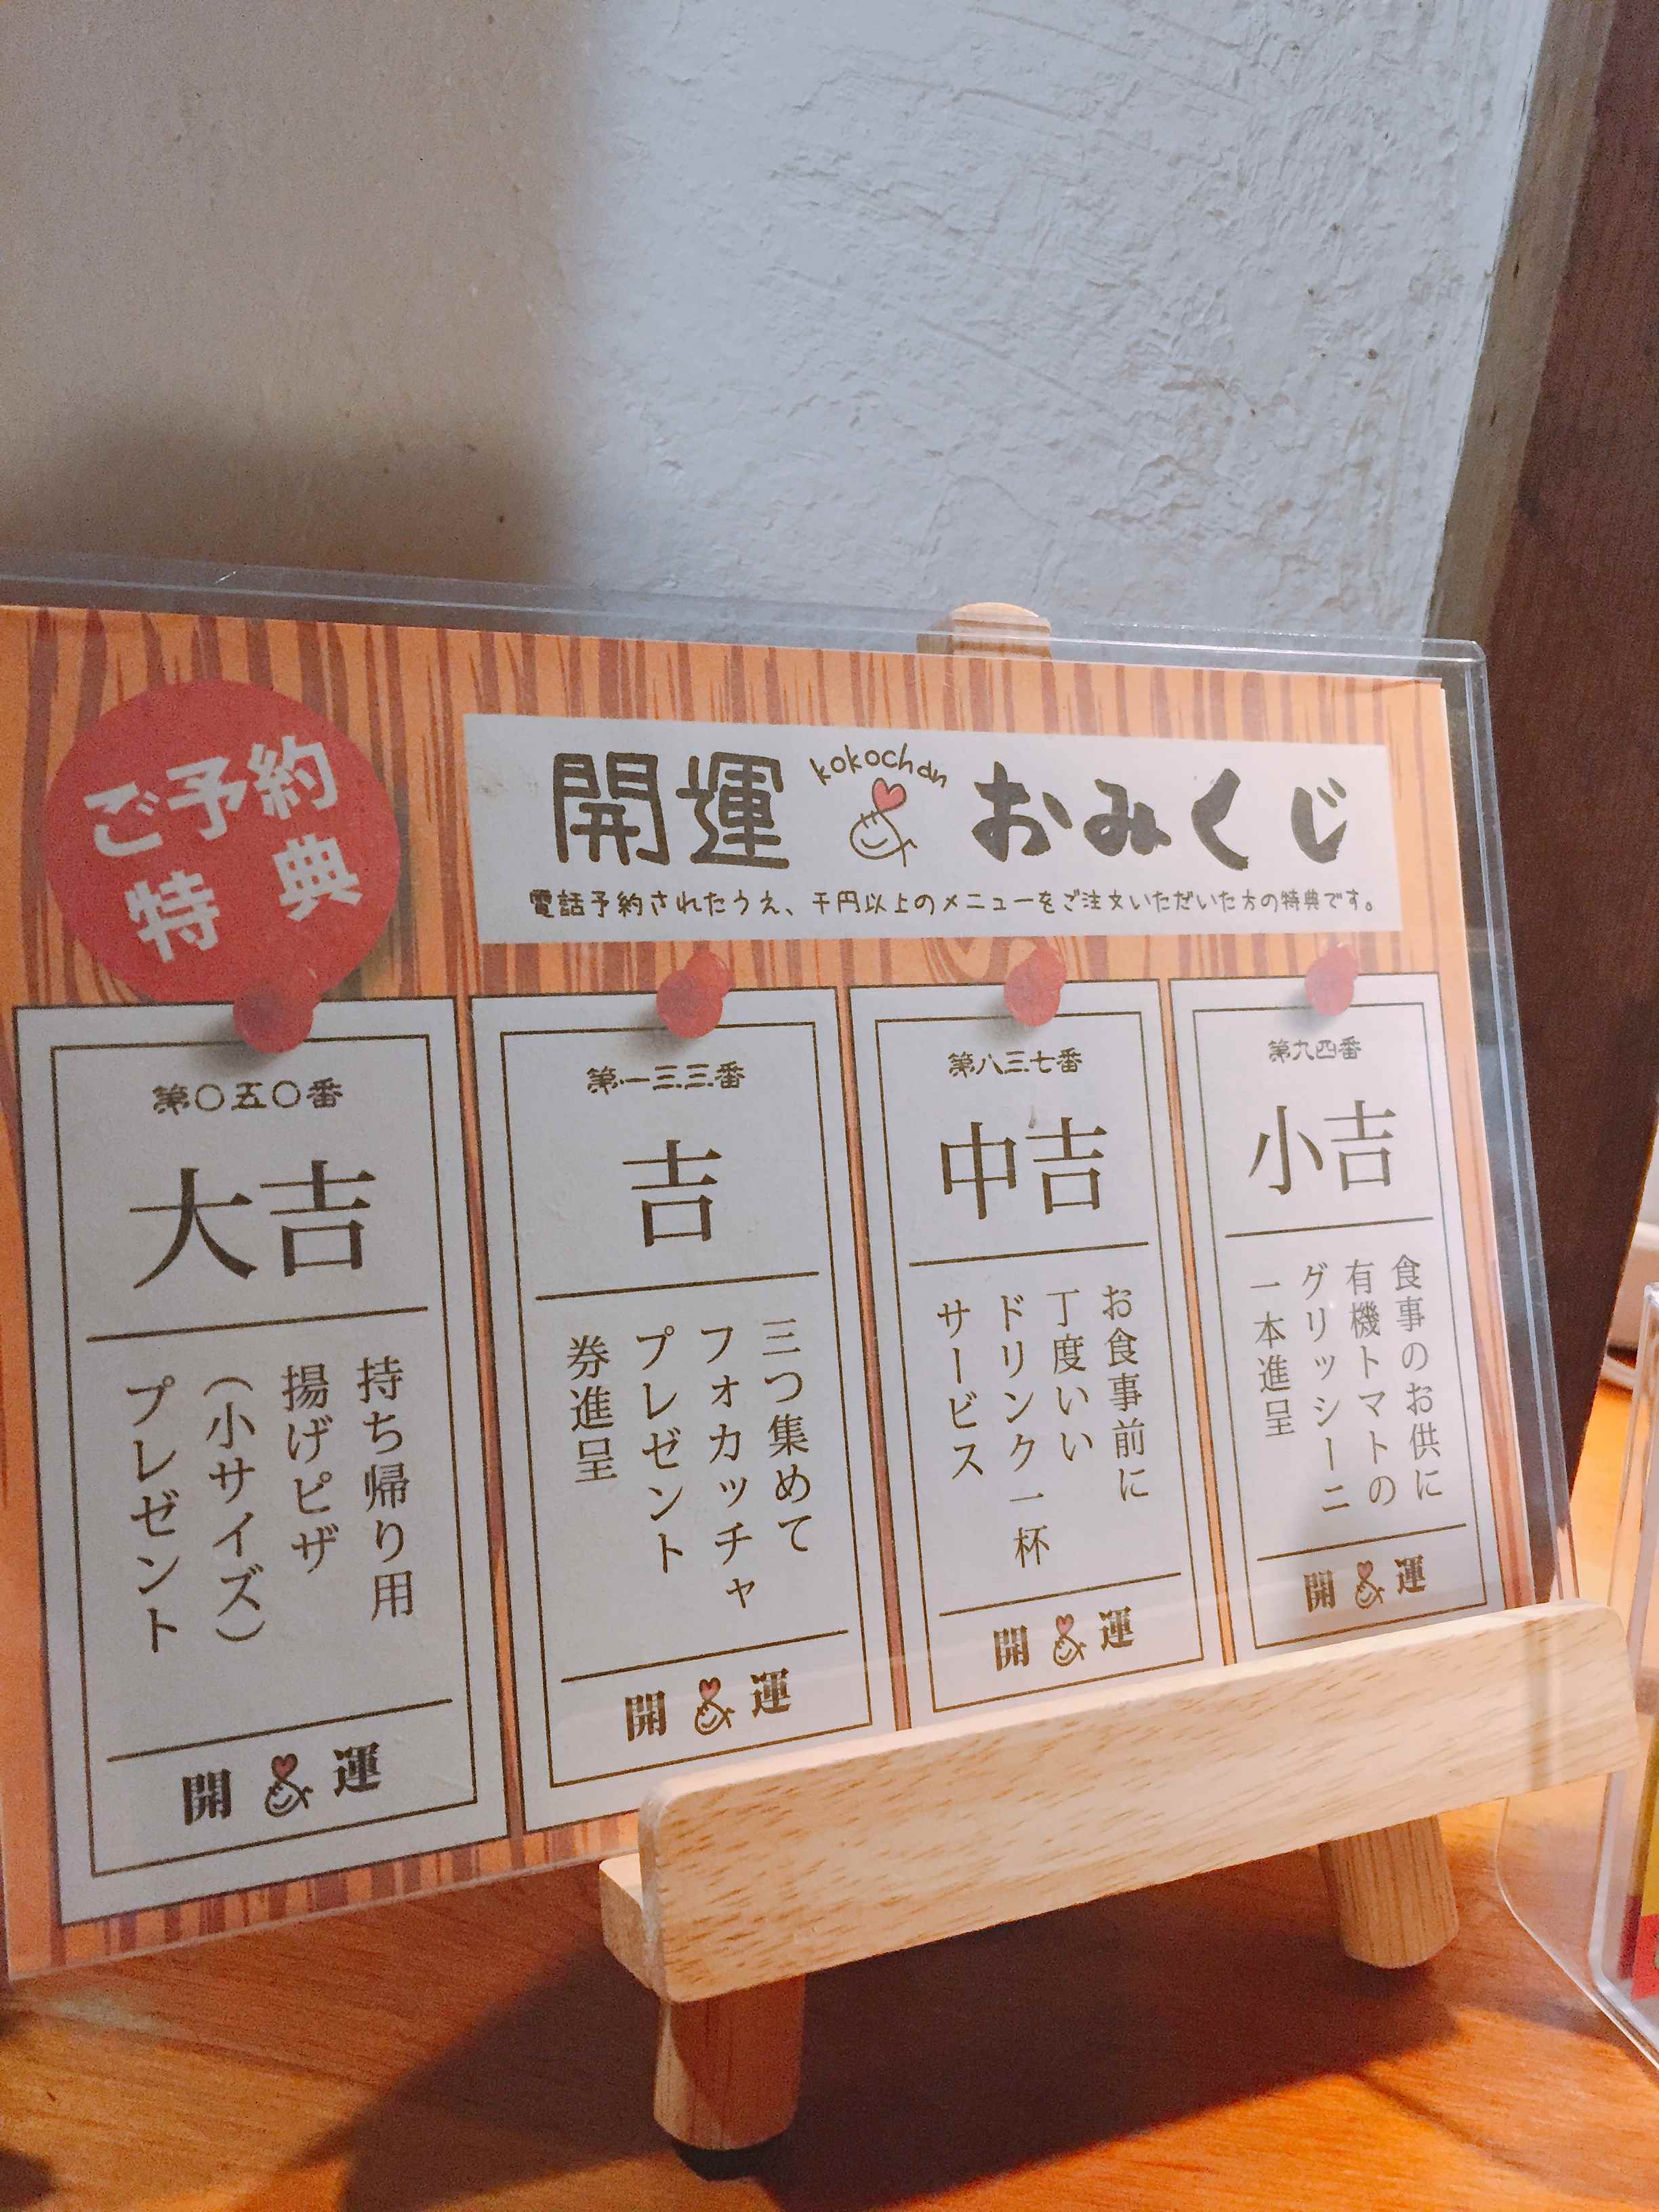 ご予約
特典
開運 kokochan おみくじ
電話予約されたうえ、千円以上のメニューをご注文いただいた方の特典です。
第〇五〇番
大吉
持ち帰り用
揚げピザ
（小サイズ）
プレゼント
開運
第一三三番
吉
三つ集めて
フォカッチャ
プレゼント
券進呈
開運
第八三七番
中吉
お食事前に
丁度いい
ドリンク一杯
サービス
開運
第九四番
小吉
食事のお供に
有機トマトの
グリッシーニ
一本進呈
開運